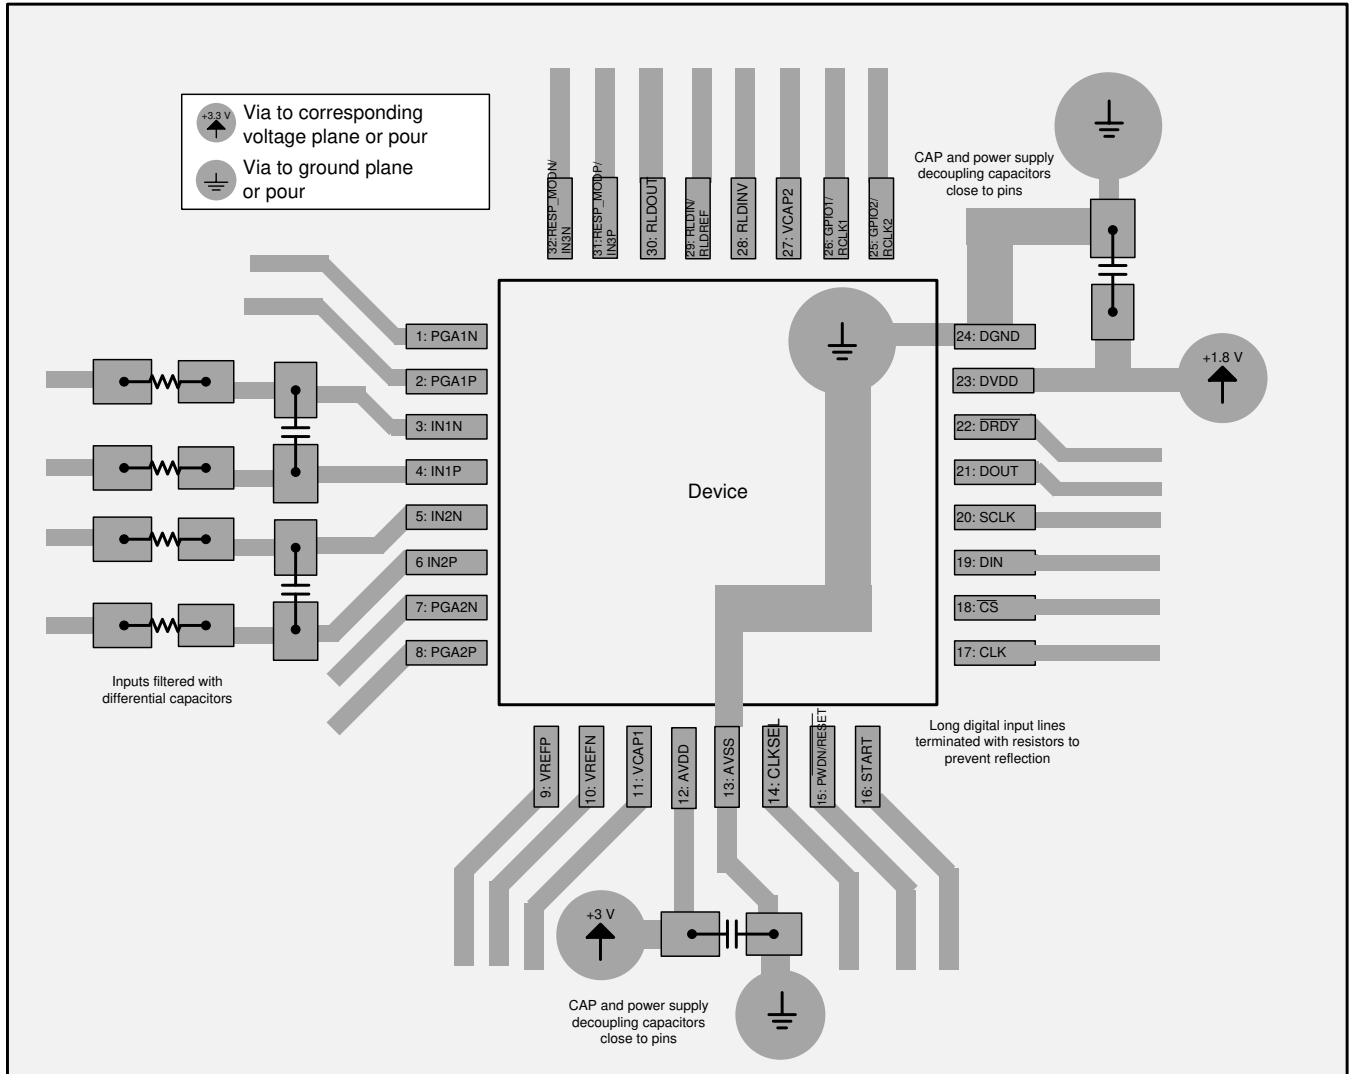 +3.3 V
Via to corresponding
voltage plane or pour
Via to ground plane
or pour
32:RESP_MODN/
IN3N
31:RESP_MODP/
IN3P
30: RLDOUT
29: RLDIN/
RLDREF
28: RLDINV
27: VCAP2
26: GPIO1/
RCLK1
25: GPIO2/
RCLK2
CAP and power supply
decoupling capacitors
close to pins
1: PGA1N
2: PGA1P
3: IN1N
4: IN1P
5: IN2N
6 IN2P
7: PGA2N
8: PGA2P
Inputs filtered with
differential capacitors
Device
24: DGND
23: DVDD
+1.8 V
22: DRDY
21: DOUT
20: SCLK
19: DIN
18: CS
17: CLK
Long digital input lines
terminated with resistors to
prevent reflection
9: VREFP
10: VREFN
11: VCAP1
12: AVDD
13: AVSS
14: CLKSEL
15: PWDN/RESET
16: START
+3 V
CAP and power supply
decoupling capacitors
close to pins